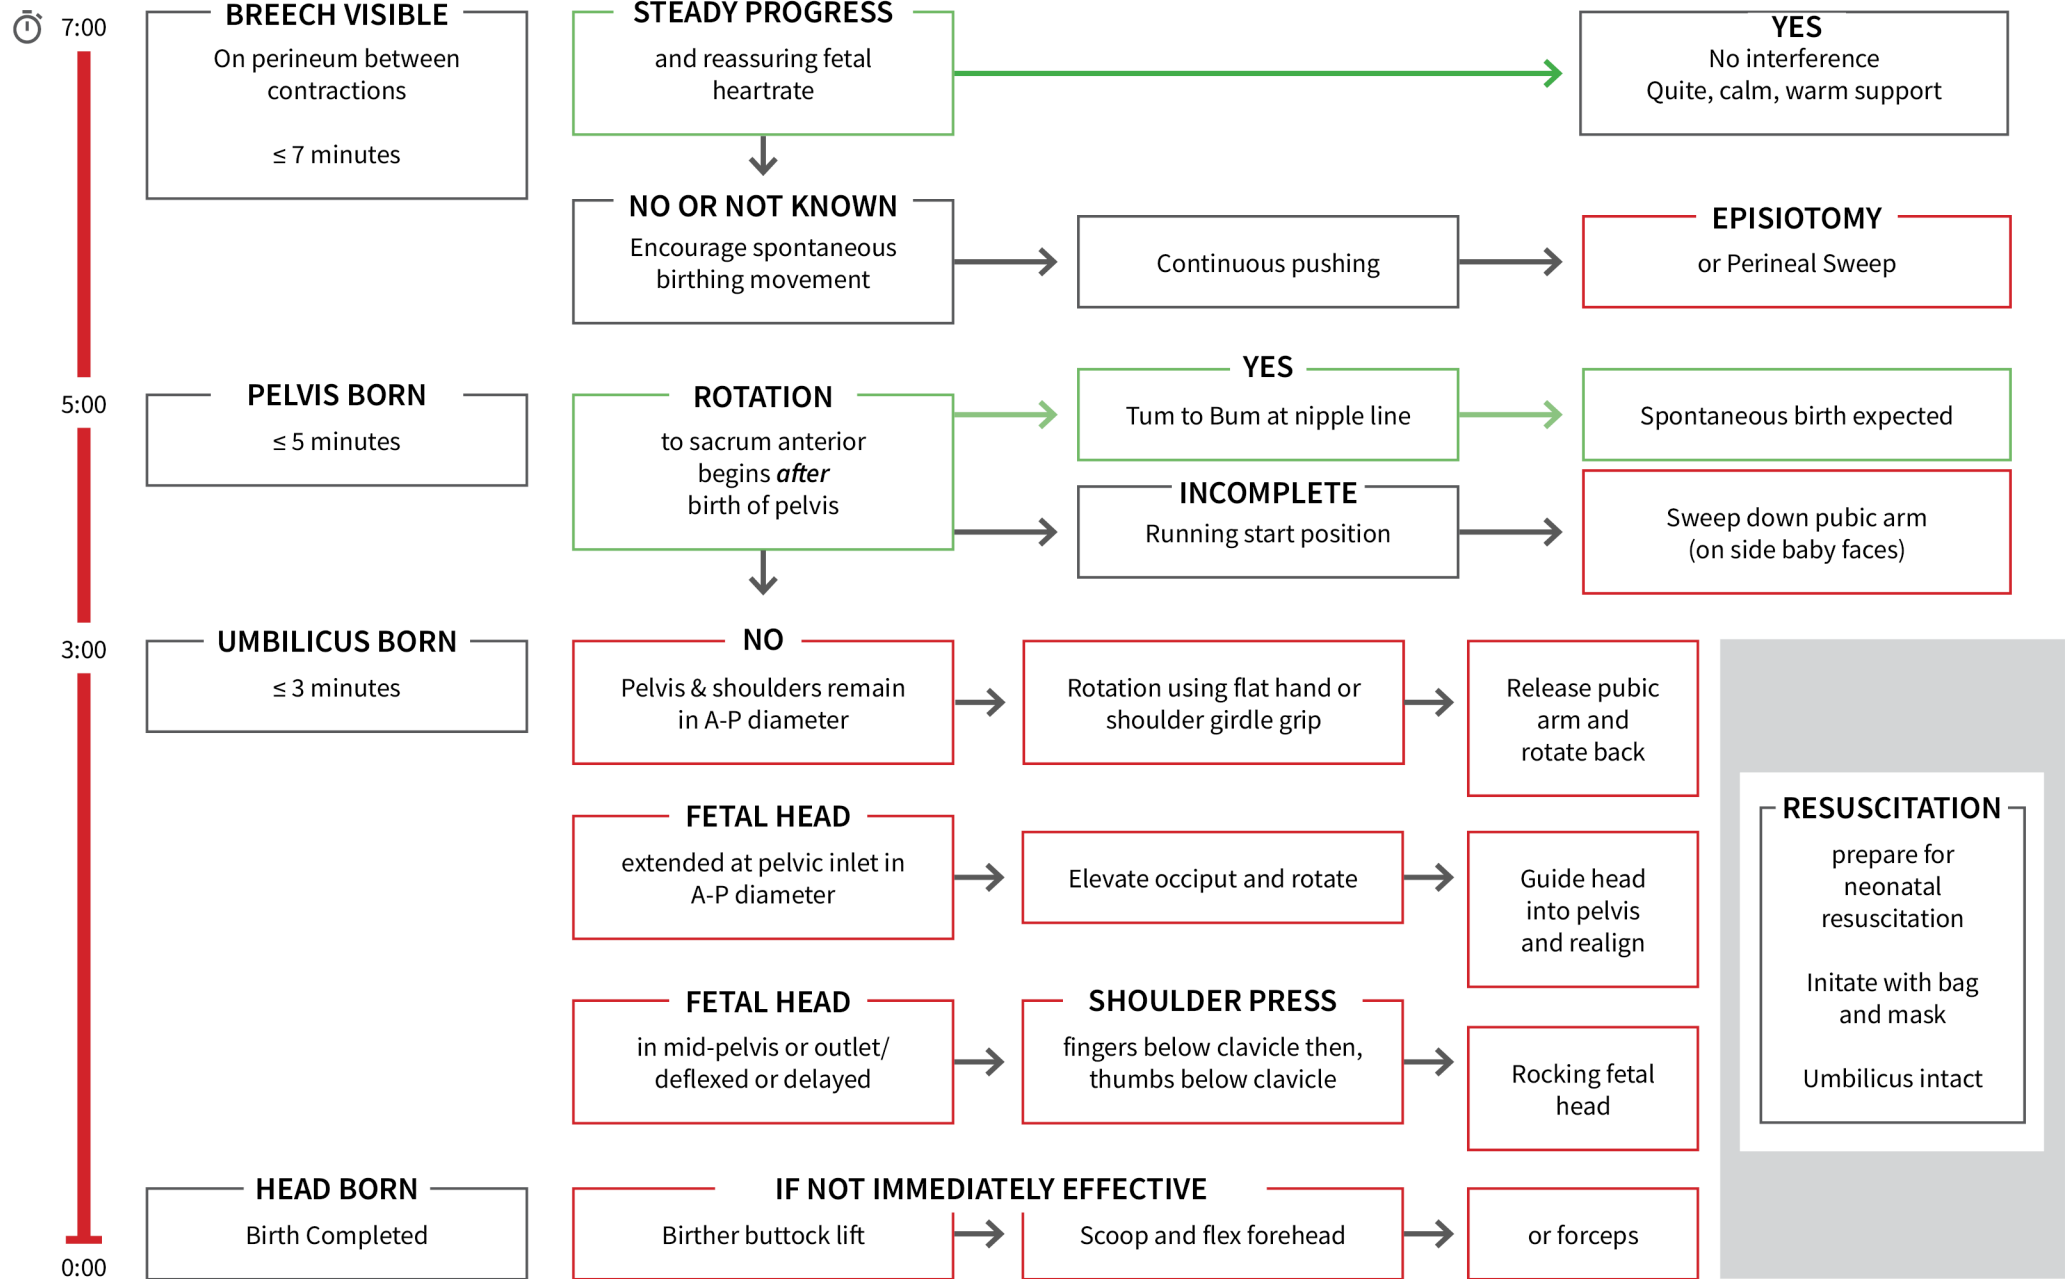 7:00
BREECH VISIBLE
On perineum between
contractions
≤ 7 minutes
STEADY PROGRESS
and reassuring fetal
heartrate
YES
No interference
Quite, calm, warm support
NO OR NOT KNOWN
Encourage spontaneous
birthing movement
Continuous pushing
EPISIOTOMY
or Perineal Sweep
5:00
PELVIS BORN
≤ 5 minutes
ROTATION
to sacrum anterior
begins after
birth of pelvis
YES
Tum to Bum at nipple line
Spontaneous birth expected
INCOMPLETE
Running start position
Sweep down pubic arm
(on side baby faces)
3:00
UMBILICUS BORN
≤ 3 minutes
NO
Pelvis & shoulders remain
in A-P diameter
Rotation using flat hand or
shoulder girdle grip
Release pubic
arm and
rotate back
FETAL HEAD
extended at pelvic inlet in
A-P diameter
Elevate occiput and rotate
Guide head
into pelvis
and realign
FETAL HEAD
in mid-pelvis or outlet/
deflexed or delayed
SHOULDER PRESS
fingers below clavicle then,
thumbs below clavicle
Rocking fetal
head
RESUSCITATION
prepare for
neonatal
resuscitation
Initate with bag
and mask
Umbilicus intact
HEAD BORN
Birth Completed
IF NOT IMMEDIATELY EFFECTIVE
Birther buttock lift
Scoop and flex forehead
or forceps
0:00